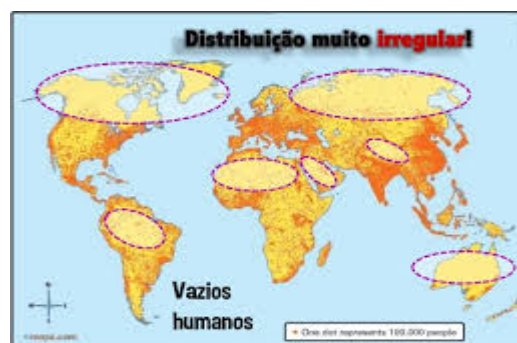 Distribuição muito irregular!
Vazios
humanos
One dot represents 100,000 people